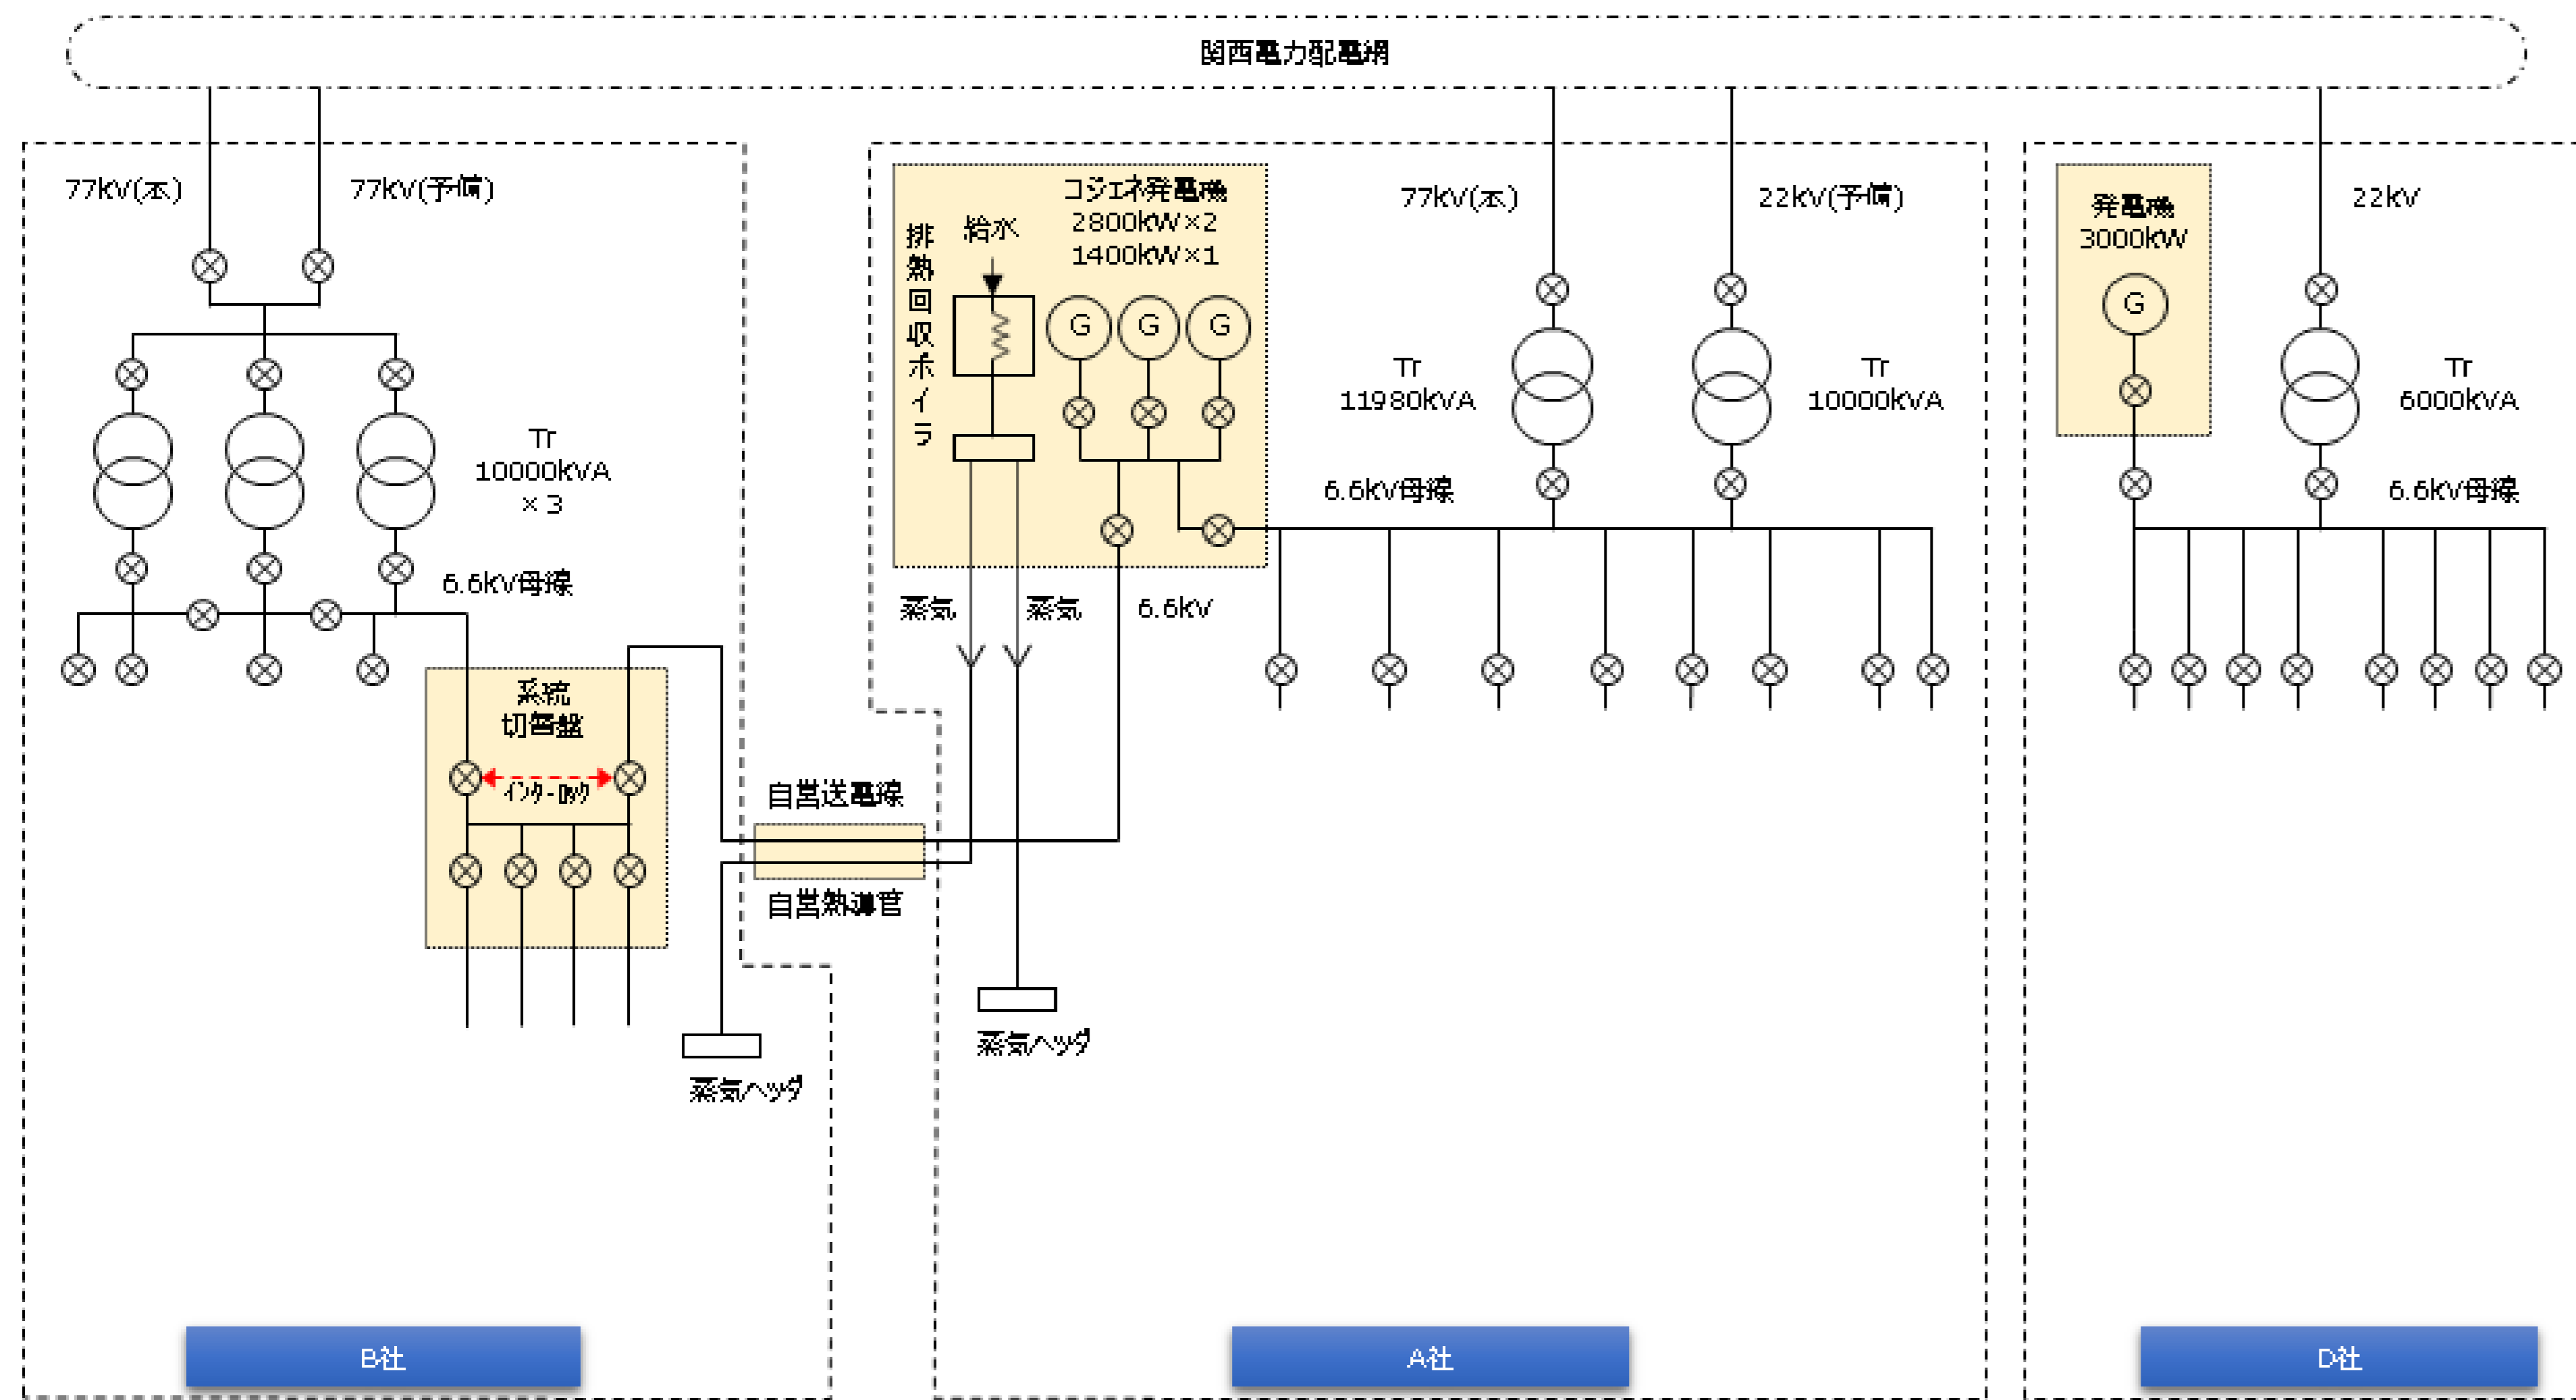 関西電力配電網
77kV(本)
77kV(予備)
Tr
10000kVA
×3
6.6kV母線
系統
切替盤
インターロック
自営送電線
自営熱導管
蒸気ヘッダ
B社
排熱回収ボイラ
給水
コジェネ発電機
2800kW×2
1400kW×1
G
G
G
蒸気
蒸気
6.6kV
蒸気ヘッダ
77kV(本)
22kV(予備)
Tr
11980kVA
Tr
10000kVA
6.6kV母線
A社
発電機
3000kW
G
22kV
Tr
6000kVA
6.6kV母線
D社